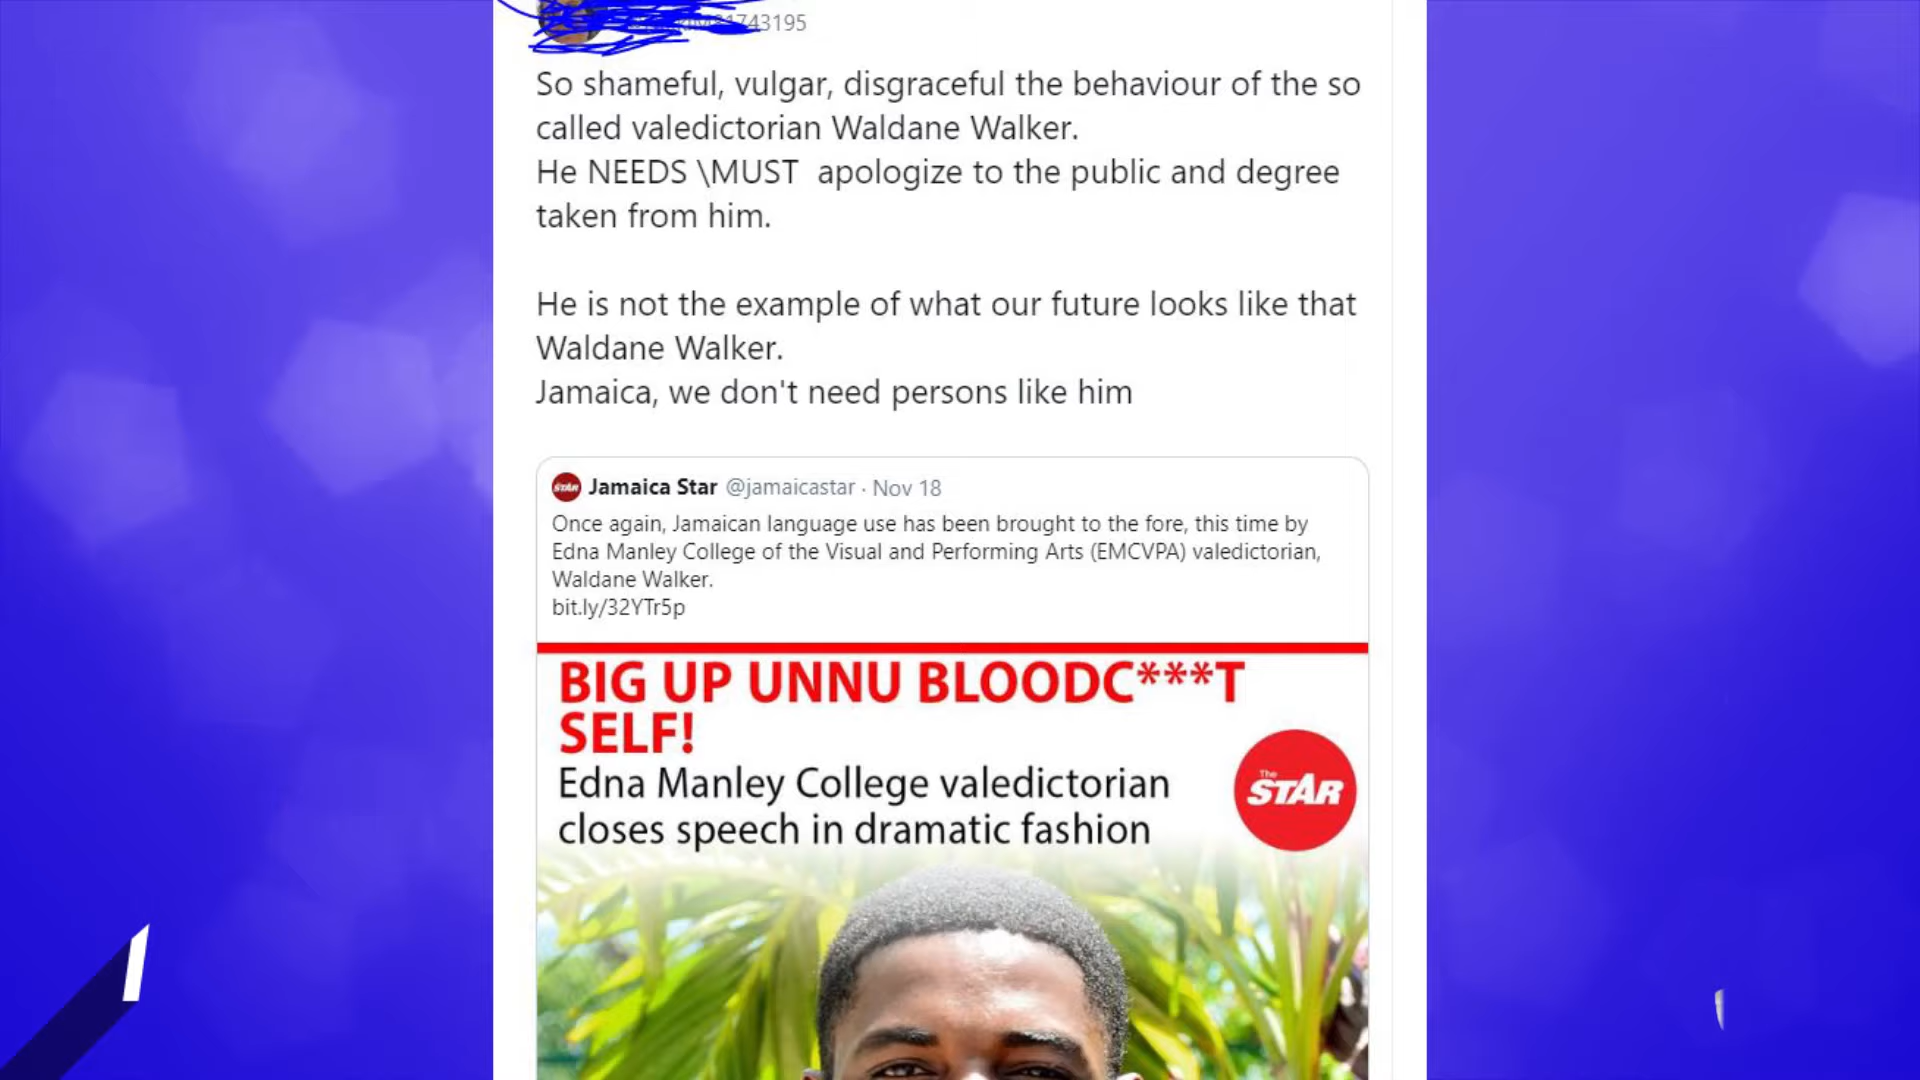 43195
So shameful, vulgar, disgraceful the behaviour of the so
called valedictorian Waldane Walker.
He NEEDS \MUST apologize to the public and degree
taken from him.
He is not the example of what our future looks like that
Waldane Walker.
Jamaica, we don't need persons like him
STAR
Jamaica Star @jamaicastar · Nov 18
Once again, Jamaican language use has been brought to the fore, this time by
Edna Manley College of the Visual and Performing Arts (EMCVPA) valedictorian,
Waldane Walker.
bit.ly/32YTr5p
BIG UP UNNU BLOODC***T
SELF!
Edna Manley College valedictorian
closes speech in dramatic fashion
The
STAR